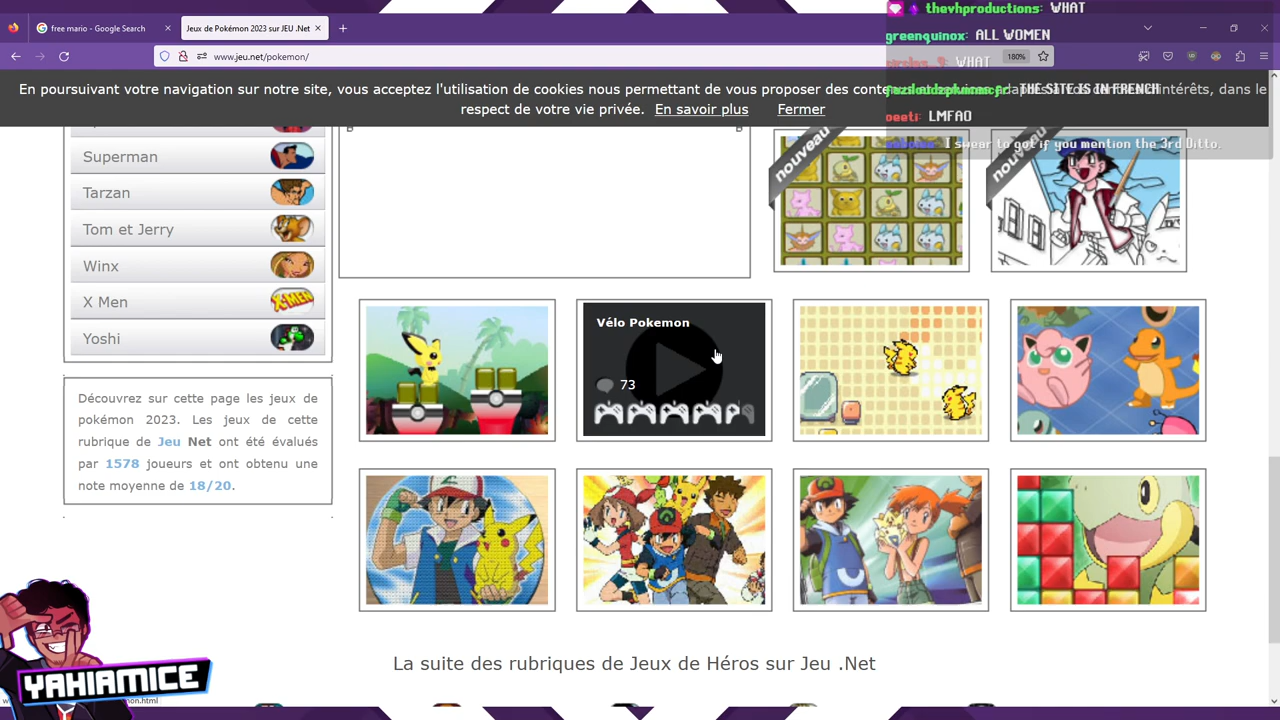 thevhproductions: WHAT
free mario - Google Search
Jeux de Pokémon 2023 sur JEU .Net
greenquinox: ALL WOMEN
www.jeu.net/pokemon/
WHAT
180%
En poursuivant votre navigation sur notre site, vous acceptez l'utilisation de cookies nous permettant de vous proposer des
THE SITE IS IN FRENCH
intérêts, dans le
respect de votre vie privée. En savoir plus Fermer
LMFAO
I swear to got if you mention the 3rd Ditto.
nouveau
nouveau
Superman
Tarzan
Tom et Jerry
Winx
X Men
X-MEN
Yoshi
Vélo Pokemon
73
Découvrez sur cette page les jeux de
pokémon 2023. Les jeux de cette
rubrique de Jeu Net ont été évalués
par 1578 joueurs et ont obtenu une
note moyenne de 18/20.
La suite des rubriques de Jeux de Héros sur Jeu .Net
YAHIAMICE